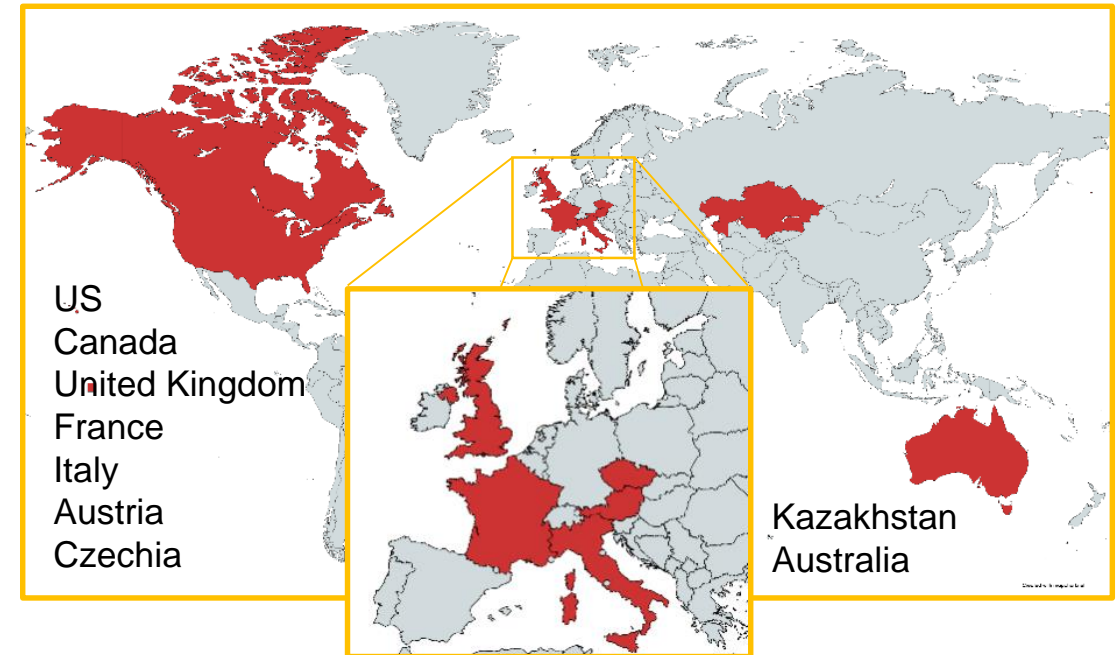 US
Canada
United Kingdom
France
Italy
Austria
Czechia
Kazakhstan
Australia